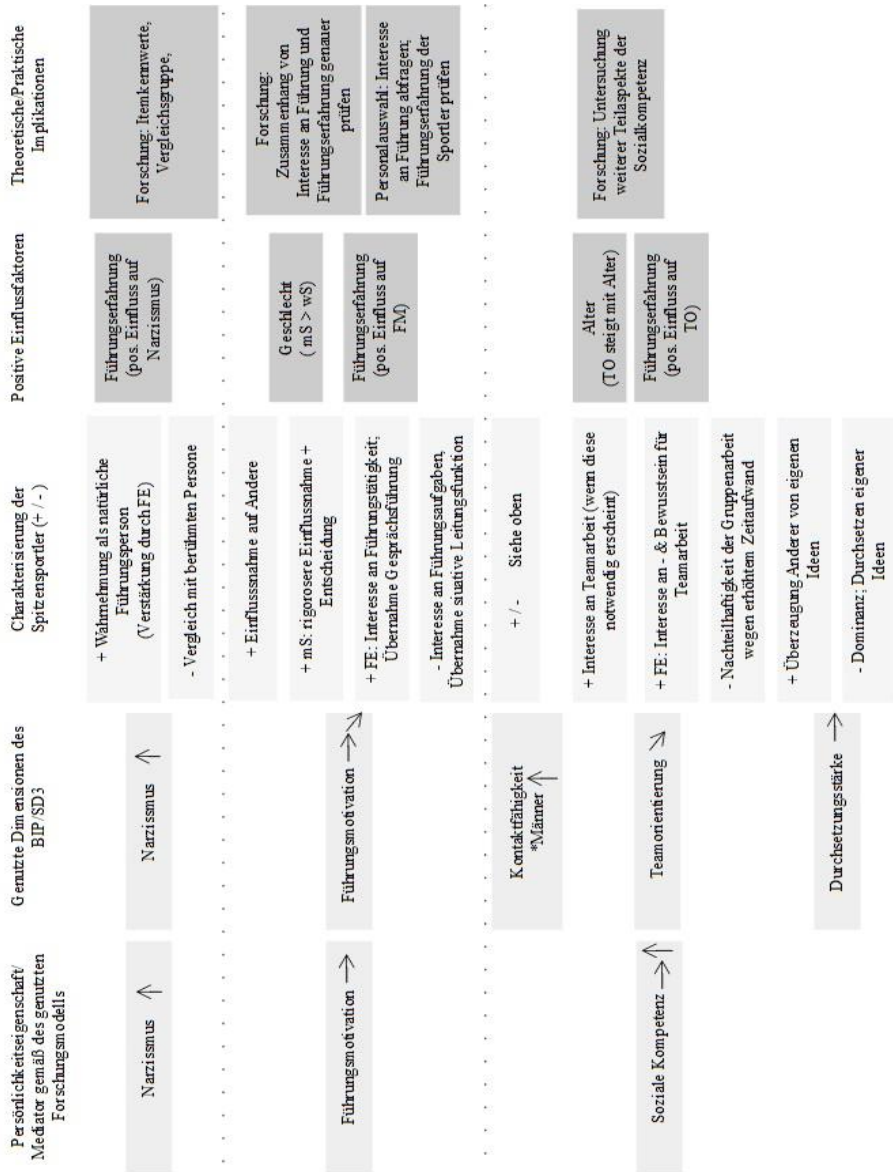 Persönlichkeitseigenschaft/
Mediator gemäß des genutzten
Forschungsmodells
Genutzte Dimensionen des
BIP/SD3
Charakterisierung der
Spitzensportler (+ / -)
Positive Einflussfaktoren
Theoretische/Praktische
Implikationen
Narzissmus
Narzissmus
+ Wahrnehmung als natürliche
Führungsperson
(Verstärkung durch FE)
- Vergleich mit berühmten Persone
Führungserfahrung
(pos. Einfluss auf
Narzissmus)
Forschung: Itemkennwerte,
Vergleichsgruppe,
Führungsmotivation
Führungsmotivation
+ Einflusssnahme auf Andere
+ mS: rigorosere Einflussnahme +
Entscheidung
+ FE: Interesse an Führungstätigkeit;
Übernahme Gesprächsführung
- Interesse an Führungsaufgaben,
Übernahme situative Leitungsfunktion
Geschlecht
( mS > wS)
Führungserfahrung
(pos. Einfluss auf
FM)
Forschung:
Zusammenhang von
Interesse an Führung und
Führungserfahrung genauer
prüfen
Personalauswahl: Interesse
an Führung abfragen;
Führungserfahrung der
Sportler prüfen
Soziale Kompetenz
Kontaktfähigkeit
*Männer
+ / - Siehe oben
Teamorientierung
+ Interesse an Teamarbeit (wenn diese
notwendig erscheint)
+ FE: Interesse an - & Bewusstsein für
Teamarbeit
- Nachteilhaftigkeit der Gruppenarbeit
wegen erhöhtem Zeitaufwand
Alter
(TO steigt mit Alter)
Führungserfahrung
(pos. Einfluss auf
TO)
Forschung: Untersuchung
weiterer Teilaspekte der
Sozialkompetenz
Durchsetzungsstärke
+ Überzeugung Anderer von eigenen
Ideen
- Dominanz; Durchsetzen eigener
Ideen